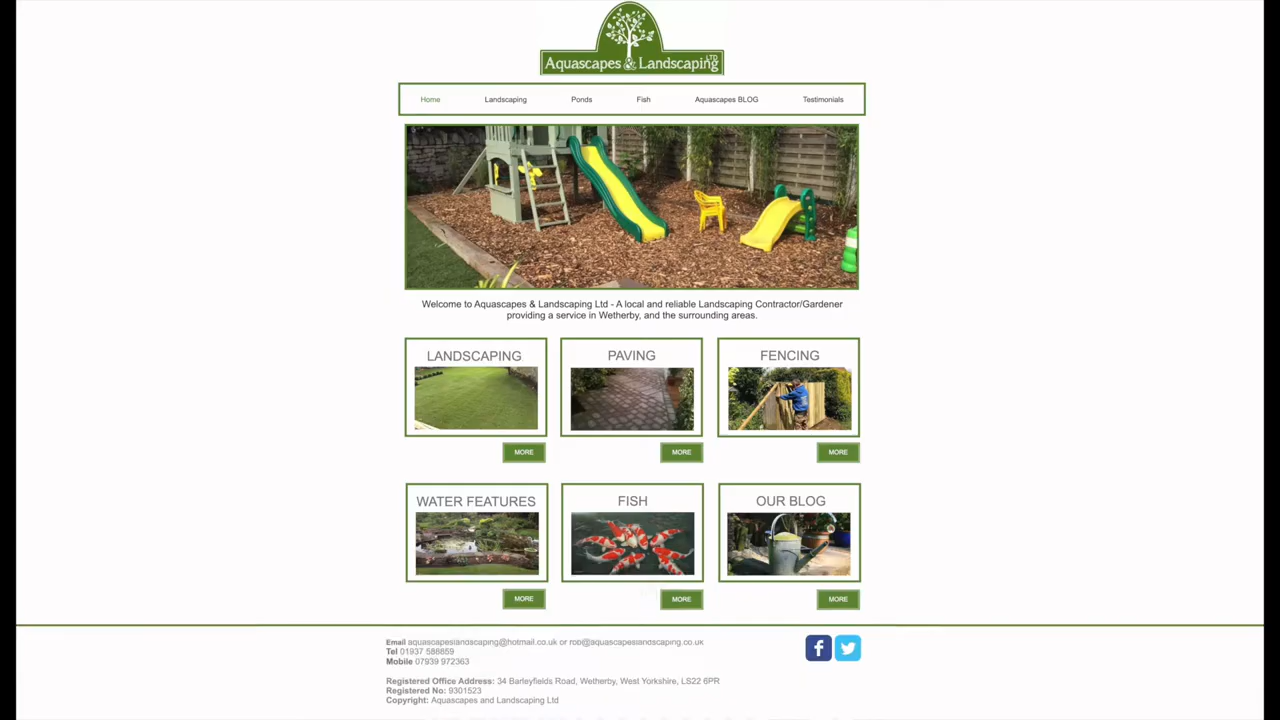 Aquascapes & Landscaping LTD
Home Landscaping Ponds Fish Aquascapes BLOG Testimonials
Welcome to Aquascapes & Landscaping Ltd - A local and reliable Landscaping Contractor/Gardener
providing a service in Wetherby, and the surrounding areas.
LANDSCAPING PAVING FENCING
MORE MORE MORE
WATER FEATURES FISH OUR BLOG
MORE MORE MORE
Email aquascapeslandscaping@hotmail.co.uk or rob@aquascapeslandscaping.co.uk
Tel 01937 588859
Mobile 07939 972363
Registered Office Address: 34 Barleyfields Road, Wetherby, West Yorkshire, LS22 6PR
Registered No: 9301523
Copyright: Aquascapes and Landscaping Ltd